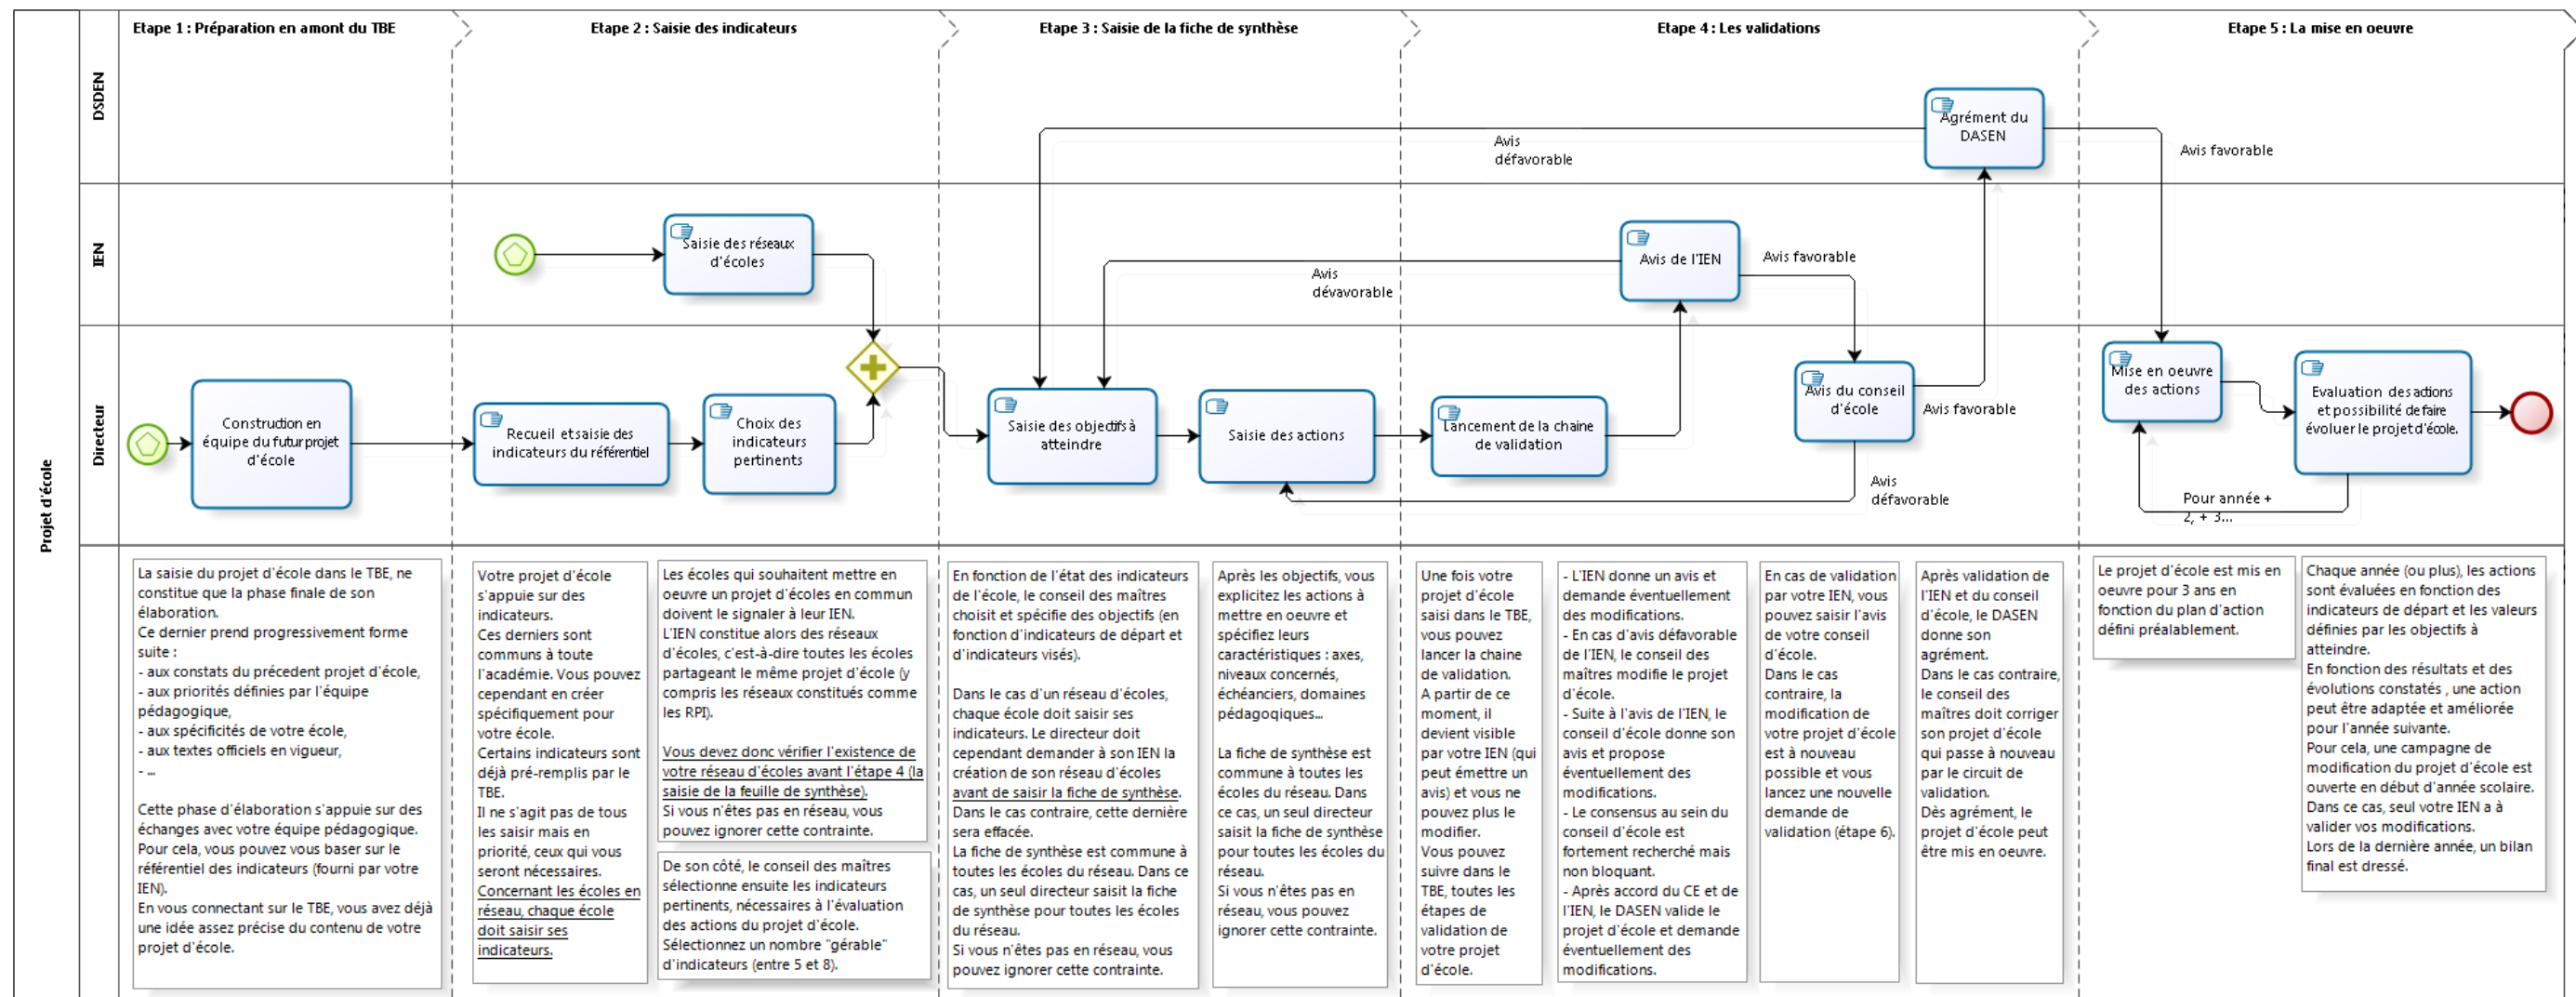 Etape 1 : Préparation en amont du TBE
Etape 2 : Saisie des indicateurs
Etape 3 : Saisie de la fiche de synthèse
Etape 4 : Les validations
Etape 5 : La mise en oeuvre
Projet d'école
DSDEN
Agrément du
DASEN
Avis
défavorable
Avis favorable
IEN
Saisie des réseaux
d'écoles
Avis
dévavorable
Avis de l'IEN
Avis favorable
Directeur
Construction en
équipe du futur projet
d'école
Recueil et saisie des
indicateurs du référentiel
Choix des
indicateurs
pertinents
Saisie des objectifs à
atteindre
Saisie des actions
Lancement de la chaine
de validation
Avis du conseil
d'école
Avis favorable
Avis
défavorable
Mise en oeuvre
des actions
Evaluation des actions
et possibilité de faire
évoluer le projet d'école.
Pour année +
2, + 3...
La saisie du projet d'école dans le TBE, ne
constitue que la phase finale de son
élaboration.
Ce dernier prend progressivement forme
suite :
- aux constats du précedent projet d'école,
- aux priorités définies par l'équipe
pédagogique,
- aux spécificités de votre école,
- aux textes officiels en vigueur,
- ...
Cette phase d'élaboration s'appuie sur des
échanges avec votre équipe pédagogique.
Pour cela, vous pouvez vous baser sur le
référentiel des indicateurs (fourni par votre
IEN).
En vous connectant sur le TBE, vous avez déjà
une idée assez précise du contenu de votre
projet d'école.
Votre projet d'école
s'appuie sur des
indicateurs.
Ces derniers sont
communs à toute
l'académie. Vous pouvez
cependant en créer
spécifiquement pour
votre école.
Certains indicateurs sont
déjà pré-remplis par le
TBE.
Il ne s'agit pas de tous
les saisir mais en
priorité, ceux qui vous
seront nécessaires.
Concernant les écoles en
réseau, chaque école
doit saisir ses
indicateurs.
Les écoles qui souhaitent mettre en
oeuvre un projet d'écoles en commun
doivent le signaler à leur IEN.
L'IEN constitue alors des réseaux
d'écoles, c'est-à-dire toutes les écoles
partageant le même projet d'école (y
compris les réseaux constitués comme
les RPI).
Vous devez donc vérifier l'existence de
votre réseau d'écoles avant l'étape 4 (la
saisie de la feuille de synthèse).
Si vous n'êtes pas en réseau, vous
pouvez ignorer cette contrainte.
De son côté, le conseil des maîtres
sélectionne ensuite les indicateurs
pertinents, nécessaires à l'évaluation
des actions du projet d'école.
Sélectionnez un nombre "gérable"
d'indicateurs (entre 5 et 8).
En fonction de l'état des indicateurs
de l'école, le conseil des maîtres
choisit et spécifie des objectifs (en
fonction d'indicateurs de départ et
d'indicateurs visés).
Dans le cas d'un réseau d'écoles,
chaque école doit saisir ses
indicateurs. Le directeur doit
cependant demander à son IEN la
création de son réseau d'écoles
avant de saisir la fiche de synthèse.
Dans le cas contraire, cette dernière
sera effacée.
La fiche de synthèse est commune à
toutes les écoles du réseau. Dans ce
cas, un seul directeur saisit la fiche
de synthèse pour toutes les écoles
du réseau.
Si vous n'êtes pas en réseau, vous
pouvez ignorer cette contrainte.
Après les objectifs, vous
explicitez les actions à
mettre en oeuvre et
spécifiez leurs
caractéristiques : axes,
niveaux concernés,
échéanciers, domaines
pédagogiques...
La fiche de synthèse est
commune à toutes les
écoles du réseau. Dans
ce cas, un seul directeur
saisit la fiche de synthèse
pour toutes les écoles du
réseau.
Si vous n'êtes pas en
réseau, vous pouvez
ignorer cette contrainte.
Une fois votre
projet d'école
saisi dans le TBE,
vous pouvez
lancer la chaine
de validation.
A partir de ce
moment, il
devient visible
par votre IEN (qui
peut émettre un
avis) et vous ne
pouvez plus le
modifier.
Vous pouvez
suivre dans le
TBE, toutes les
étapes de
validation de
votre projet
d'école.
- L'IEN donne un avis et
demande éventuellement
des modifications.
- En cas d'avis défavorable
de l'IEN, le conseil des
maîtres modifie le projet
d'école.
- Suite à l'avis de l'IEN, le
conseil d'école donne son
avis et propose
éventuellement des
modifications.
- Le consensus au sein du
conseil d'école est
fortement recherché mais
non bloquant.
- Après accord du CE et de
l'IEN, le DASEN valide le
projet d'école et demande
éventuellement des
modifications.
En cas de validation
par votre IEN, vous
pouvez saisir l'avis
de votre conseil
d'école.
Dans le cas
contraire, la
modification de
votre projet d'école
est à nouveau
possible et vous
lancez une nouvelle
demande de
validation (étape 6).
Après validation de
l'IEN et du conseil
d'école, le DASEN
donne son
agrément.
Dans le cas contraire,
le conseil des
maîtres doit corriger
son projet d'école
qui passe à nouveau
par le circuit de
validation.
Dès agrément, le
projet d'école peut
être mis en oeuvre.
Le projet d'école est mis en
oeuvre pour 3 ans en
fonction du plan d'action
défini préalablement.
Chaque année (ou plus), les actions
sont évaluées en fonction des
indicateurs de départ et les valeurs
définies par les objectifs à
atteindre.
En fonction des résultats et des
évolutions constatés , une action
peut être adaptée et améliorée
pour l'année suivante.
Pour cela, une campagne de
modification du projet d'école est
ouverte en début d'année scolaire.
Dans ce cas, seul votre IEN a à
valider vos modifications.
Lors de la dernière année, un bilan
final est dressé.